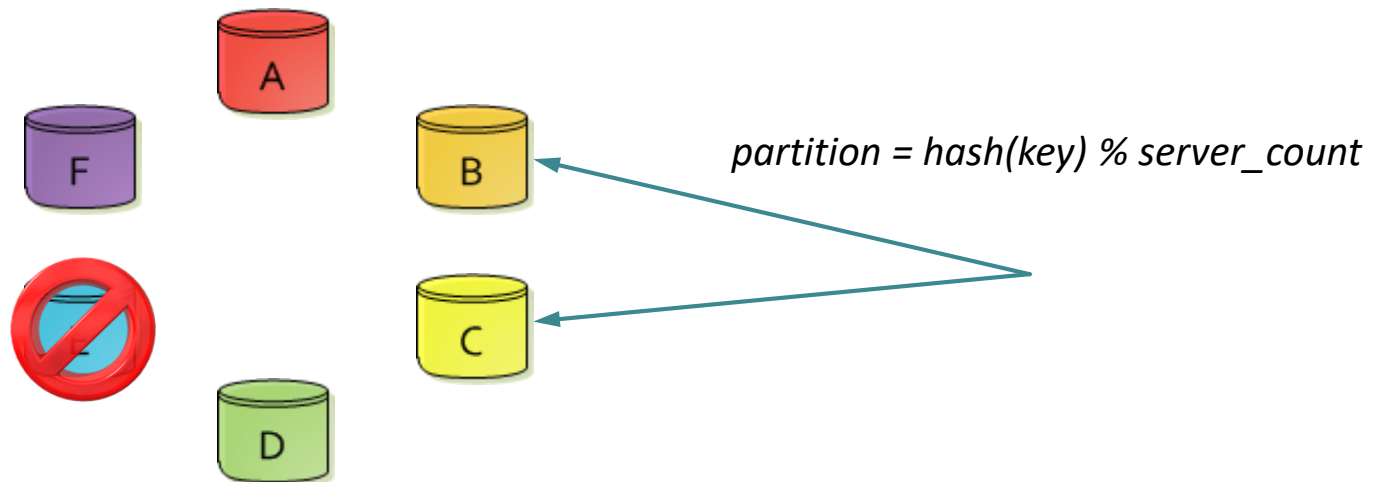 A
F
B
partition = hash(key) % server_count
C
D